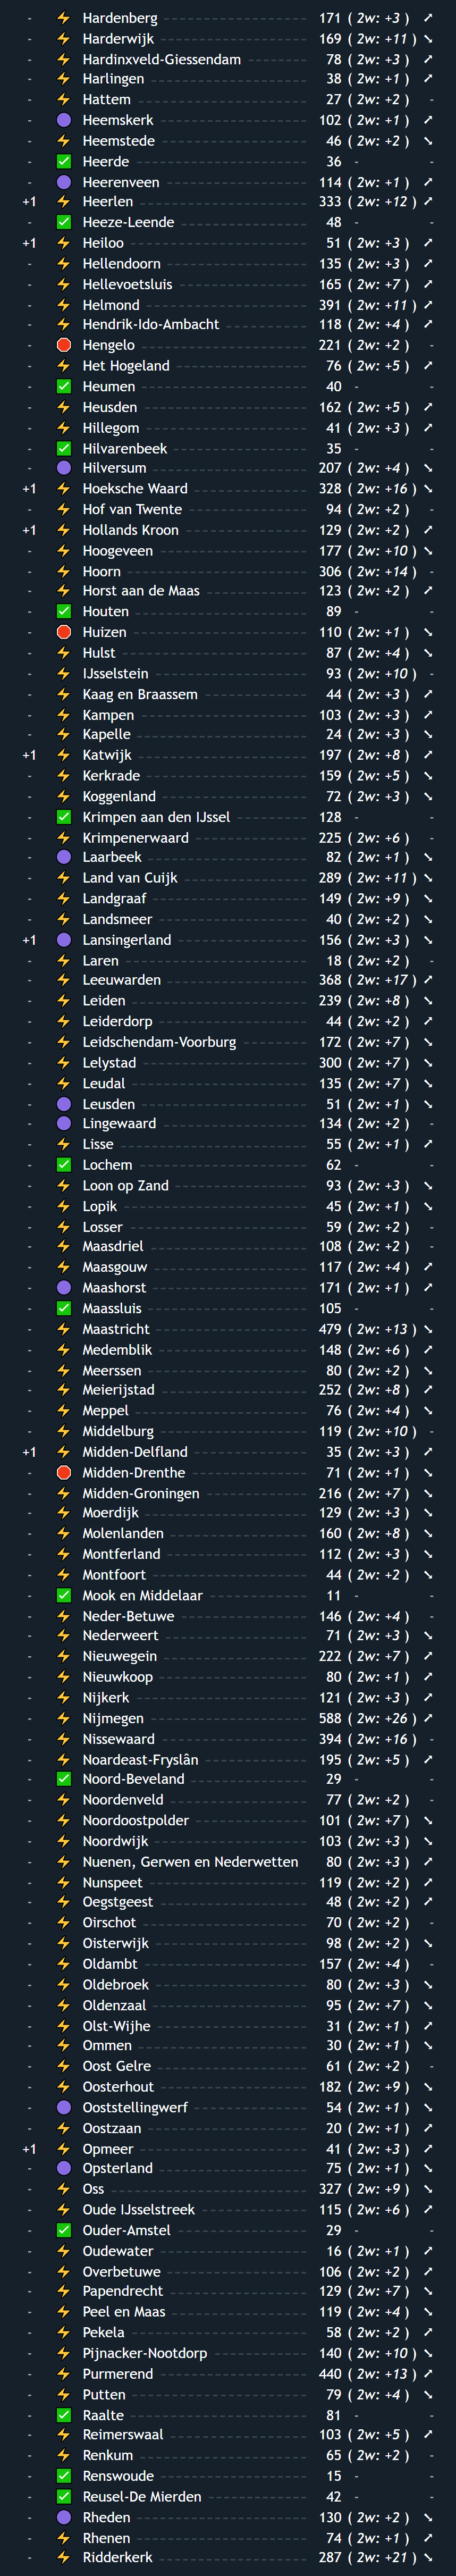 - ⚡ Hardenberg 171 ( 2w: +3 ) ↗
- ⚡ Harderwijk 169 ( 2w: +11 ) ↘
- ⚡ Hardinxveld-Giessendam 78 ( 2w: +3 ) ↗
- ⚡ Harlingen 38 ( 2w: +1 ) ↗
- ⚡ Hattem 27 ( 2w: +2 ) -
- 🟣 Heemskerk 102 ( 2w: +1 ) ↗
- ⚡ Heemstede 46 ( 2w: +2 ) ↘
- ✅ Heerde 36 - -
- 🟣 Heerenveen 114 ( 2w: +1 ) ↗
+1 ⚡ Heerlen 333 ( 2w: +12 ) ↗
- ✅ Heeze-Leende 48 - -
+1 ⚡ Heiloo 51 ( 2w: +3 ) ↗
- ⚡ Hellendoorn 135 ( 2w: +3 ) ↗
- ⚡ Hellevoetsluis 165 ( 2w: +7 ) ↗
- ⚡ Helmond 391 ( 2w: +11 ) ↗
- ⚡ Hendrik-Ido-Ambacht 118 ( 2w: +4 ) ↗
- 🛑 Hengelo 221 ( 2w: +2 ) -
- ⚡ Het Hogeland 76 ( 2w: +5 ) ↗
- ✅ Heumen 40 - -
- ⚡ Heusden 162 ( 2w: +5 ) ↗
- ⚡ Hillegom 41 ( 2w: +3 ) ↗
- ✅ Hilvarenbeek 35 - -
- 🟣 Hilversum 207 ( 2w: +4 ) ↘
+1 ⚡ Hoeksche Waard 328 ( 2w: +16 ) ↘
- ⚡ Hof van Twente 94 ( 2w: +2 ) -
+1 ⚡ Hollands Kroon 129 ( 2w: +2 ) ↗
- ⚡ Hoogeveen 177 ( 2w: +10 ) ↘
- ⚡ Hoorn 306 ( 2w: +14 ) -
- ⚡ Horst aan de Maas 123 ( 2w: +2 ) ↗
- ✅ Houten 89 - -
- 🛑 Huizen 110 ( 2w: +1 ) ↘
- ⚡ Hulst 87 ( 2w: +4 ) ↘
- ⚡ IJsselstein 93 ( 2w: +10 ) -
- ⚡ Kaag en Braassem 44 ( 2w: +3 ) ↗
- ⚡ Kampen 103 ( 2w: +3 ) ↗
- ⚡ Kapelle 24 ( 2w: +3 ) ↘
+1 ⚡ Katwijk 197 ( 2w: +8 ) ↗
- ⚡ Kerkrade 159 ( 2w: +5 ) ↘
- ⚡ Koggenland 72 ( 2w: +3 ) ↘
- ✅ Krimpen aan den IJssel 128 - -
- ⚡ Krimpenerwaard 225 ( 2w: +6 ) -
- 🟣 Laarbeek 82 ( 2w: +1 ) ↘
- ⚡ Land van Cuijk 289 ( 2w: +11 ) ↘
- ⚡ Landgraaf 149 ( 2w: +9 ) ↘
- ⚡ Landsmeer 40 ( 2w: +2 ) ↘
+1 🟣 Lansingerland 156 ( 2w: +3 ) ↘
- ⚡ Laren 18 ( 2w: +2 ) -
- ⚡ Leeuwarden 368 ( 2w: +17 ) ↗
- ⚡ Leiden 239 ( 2w: +8 ) ↘
- ⚡ Leiderdorp 44 ( 2w: +2 ) ↗
- ⚡ Leidschendam-Voorburg 172 ( 2w: +7 ) ↘
- ⚡ Lelystad 300 ( 2w: +7 ) ↘
- ⚡ Leudal 135 ( 2w: +7 ) ↘
- 🟣 Leusden 51 ( 2w: +1 ) ↘
- 🟣 Lingewaard 134 ( 2w: +2 ) -
- ⚡ Lisse 55 ( 2w: +1 ) ↗
- ✅ Lochem 62 - -
- ⚡ Loon op Zand 93 ( 2w: +3 ) ↘
- ⚡ Lopik 45 ( 2w: +1 ) ↘
- ⚡ Losser 59 ( 2w: +2 ) -
- ⚡ Maasdriel 108 ( 2w: +2 ) -
- ⚡ Maasgouw 117 ( 2w: +4 ) ↗
- 🟣 Maashorst 171 ( 2w: +1 ) ↗
- ✅ Maassluis 105 - -
- ⚡ Maastricht 479 ( 2w: +13 ) ↘
- ⚡ Medemblik 148 ( 2w: +6 ) ↗
- ⚡ Meerssen 80 ( 2w: +2 ) ↘
- ⚡ Meierijstad 252 ( 2w: +8 ) ↗
- ⚡ Meppel 76 ( 2w: +4 ) ↘
- ⚡ Middelburg 119 ( 2w: +10 ) -
+1 ⚡ Midden-Delfland 35 ( 2w: +3 ) ↗
- 🛑 Midden-Drenthe 71 ( 2w: +1 ) ↘
- ⚡ Midden-Groningen 216 ( 2w: +7 ) ↘
- ⚡ Moerdijk 129 ( 2w: +3 ) ↘
- ⚡ Molenlanden 160 ( 2w: +8 ) ↘
- ⚡ Montferland 112 ( 2w: +3 ) ↘
- ⚡ Montfoort 44 ( 2w: +2 ) ↘
- ✅ Mook en Middelaar 11 - -
- ⚡ Neder-Betuwe 146 ( 2w: +4 ) -
- ⚡ Nederweert 71 ( 2w: +3 ) ↘
- ⚡ Nieuwegein 222 ( 2w: +7 ) ↗
- ⚡ Nieuwkoop 80 ( 2w: +1 ) ↗
- ⚡ Nijkerk 121 ( 2w: +3 ) ↗
- ⚡ Nijmegen 588 ( 2w: +26 ) ↗
- ⚡ Nissewaard 394 ( 2w: +16 ) -
- ⚡ Noardeast-Fryslân 195 ( 2w: +5 ) ↗
- ✅ Noord-Beveland 29 - -
- ⚡ Noordenveld 77 ( 2w: +2 ) -
- ⚡ Noordoostpolder 101 ( 2w: +7 ) ↘
- ⚡ Noordwijk 103 ( 2w: +3 ) ↘
- ⚡ Nuenen, Gerwen en Nederwetten 80 ( 2w: +3 ) ↗
- ⚡ Nunspeet 119 ( 2w: +2 ) ↗
- ⚡ Oegstgeest 48 ( 2w: +2 ) ↗
- ⚡ Oirschot 70 ( 2w: +2 ) -
- ⚡ Oisterwijk 98 ( 2w: +2 ) ↘
- ⚡ Oldambt 157 ( 2w: +4 ) -
- ⚡ Oldebroek 80 ( 2w: +3 ) ↘
- ⚡ Oldenzaal 95 ( 2w: +7 ) ↘
- ⚡ Olst-Wijhe 31 ( 2w: +1 ) ↗
- ⚡ Ommen 30 ( 2w: +1 ) ↘
- ⚡ Oost Gelre 61 ( 2w: +2 ) -
- ⚡ Oosterhout 182 ( 2w: +9 ) ↘
- 🟣 Ooststellingwerf 54 ( 2w: +1 ) ↘
- ⚡ Oostzaan 20 ( 2w: +1 ) ↗
+1 ⚡ Opmeer 41 ( 2w: +3 ) ↗
- 🟣 Opsterland 75 ( 2w: +1 ) ↘
- ⚡ Oss 327 ( 2w: +9 ) ↘
- ⚡ Oude IJsselstreek 115 ( 2w: +6 ) ↗
- ✅ Ouder-Amstel 29 - -
- ⚡ Oudewater 16 ( 2w: +1 ) ↗
- ⚡ Overbetuwe 106 ( 2w: +2 ) ↗
- ⚡ Papendrecht 129 ( 2w: +7 ) ↘
- ⚡ Peel en Maas 119 ( 2w: +4 ) ↘
- ⚡ Pekela 58 ( 2w: +2 ) ↗
- ⚡ Pijnacker-Nootdorp 140 ( 2w: +10 ) ↘
- ⚡ Purmerend 440 ( 2w: +13 ) ↗
- ⚡ Putten 79 ( 2w: +4 ) ↘
- ✅ Raalte 81 - -
- ⚡ Reimerswaal 103 ( 2w: +5 ) ↗
- ⚡ Renkum 65 ( 2w: +2 ) -
- ✅ Renswoude 15 - -
- ✅ Reusel-De Mierden 42 - -
- 🟣 Rheden 130 ( 2w: +2 ) ↘
- ⚡ Rhenen 74 ( 2w: +1 ) ↗
- ⚡ Ridderkerk 287 ( 2w: +21 ) ↘